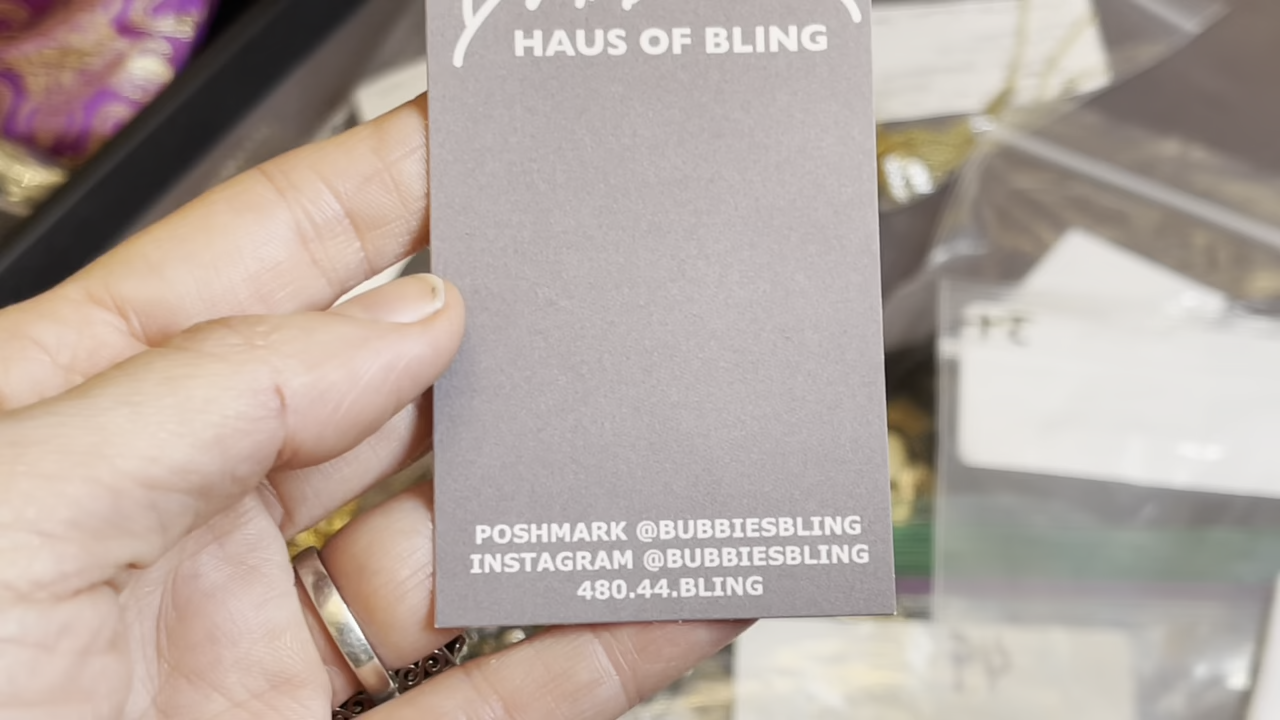 HAUS OF BLING
POSHMARK @BUBBIESBLING
INSTAGRAM @BUBBIESBLING
480.44.BLING